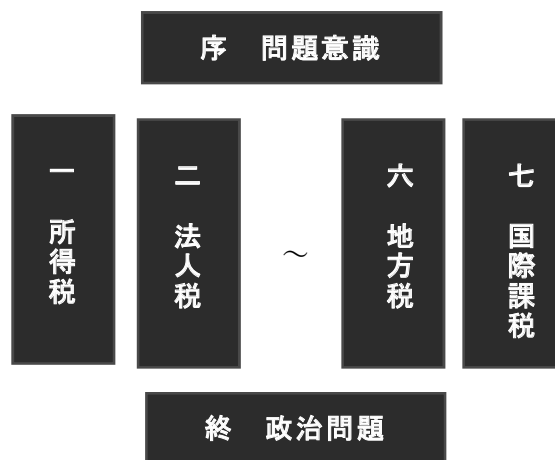 序　問題意識
一　所得税
二　法人税
～
六　地方税
七　国際課税
終　政治問題